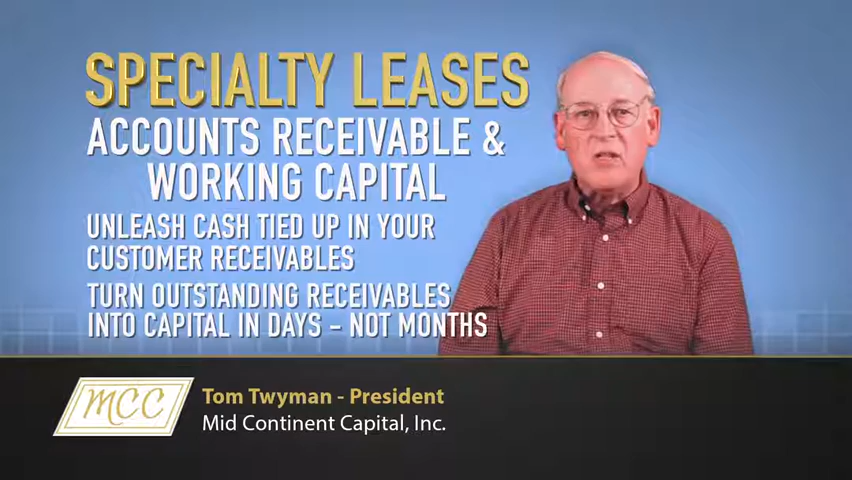 SPECIALTY LEASES
ACCOUNTS RECEIVABLE &
WORKING CAPITAL
UNLEASH CASH TIED UP IN YOUR
CUSTOMER RECEIVABLES
TURN OUTSTANDING RECEIVABLES
INTO CAPITAL IN DAYS – NOT MONTHS
MCC
Tom Twyman - President
Mid Continent Capital, Inc.